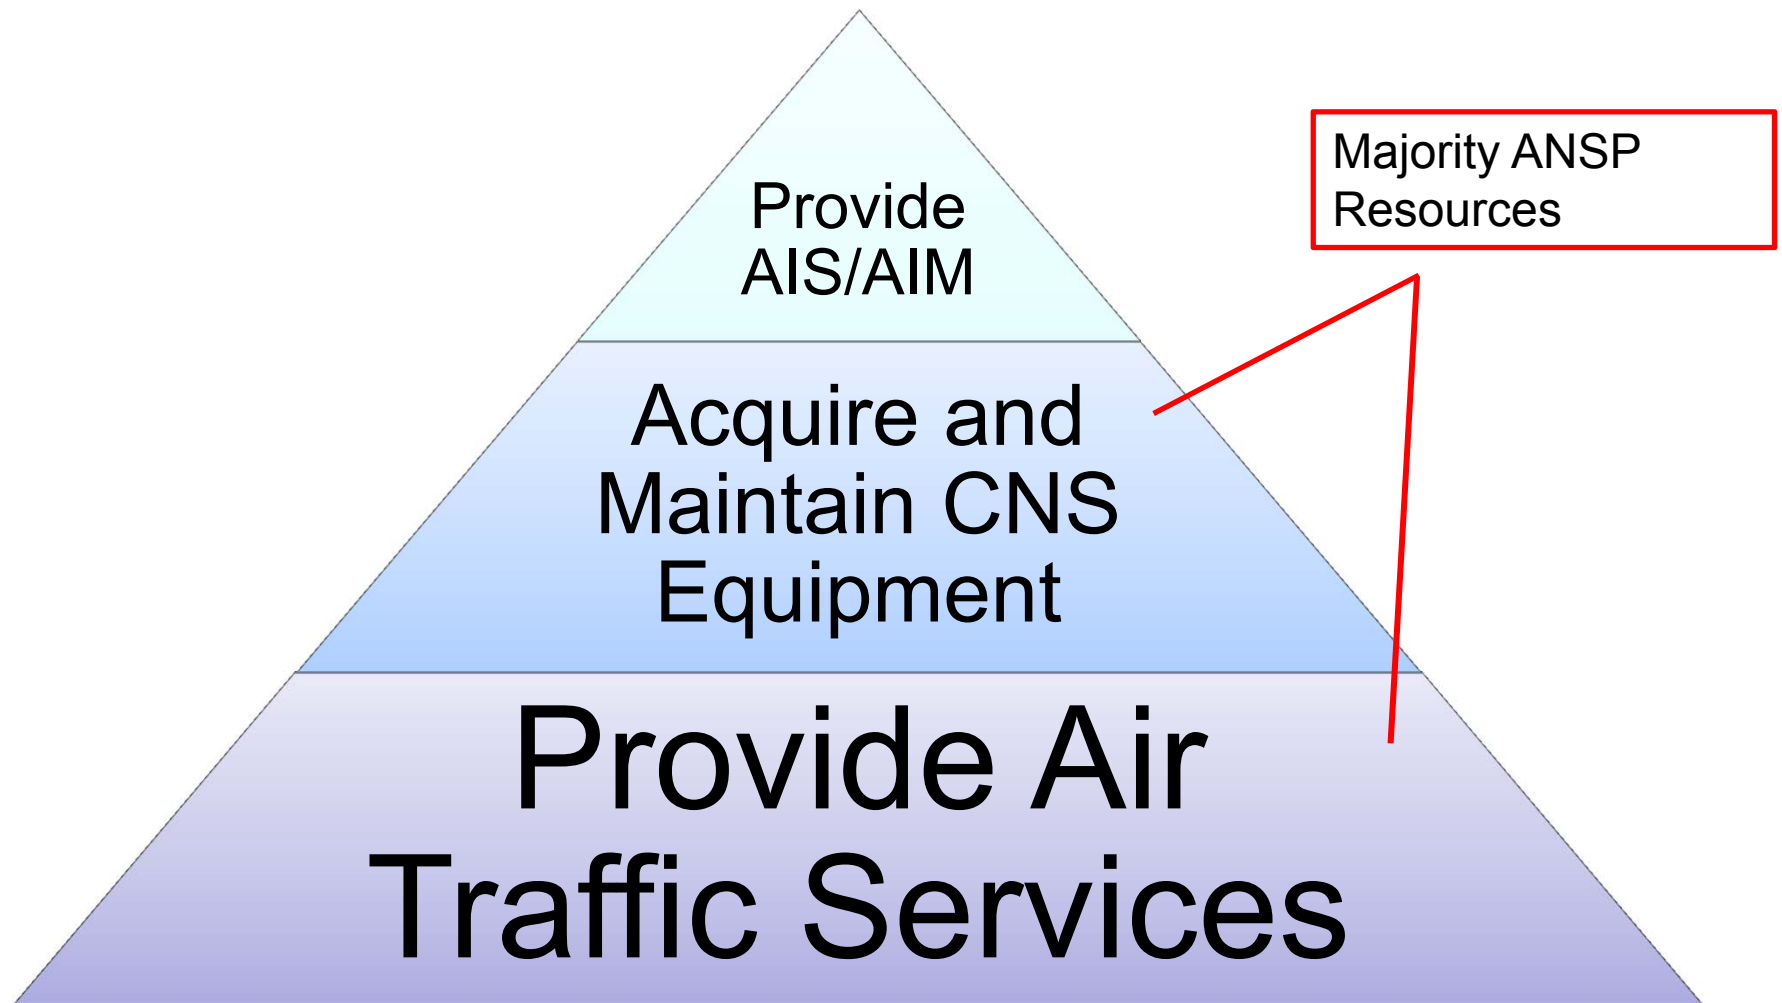 Provide
AIS/AIM
Majority ANSP
Resources
Acquire and
Maintain CNS
Equipment
Provide Air
Traffic Services